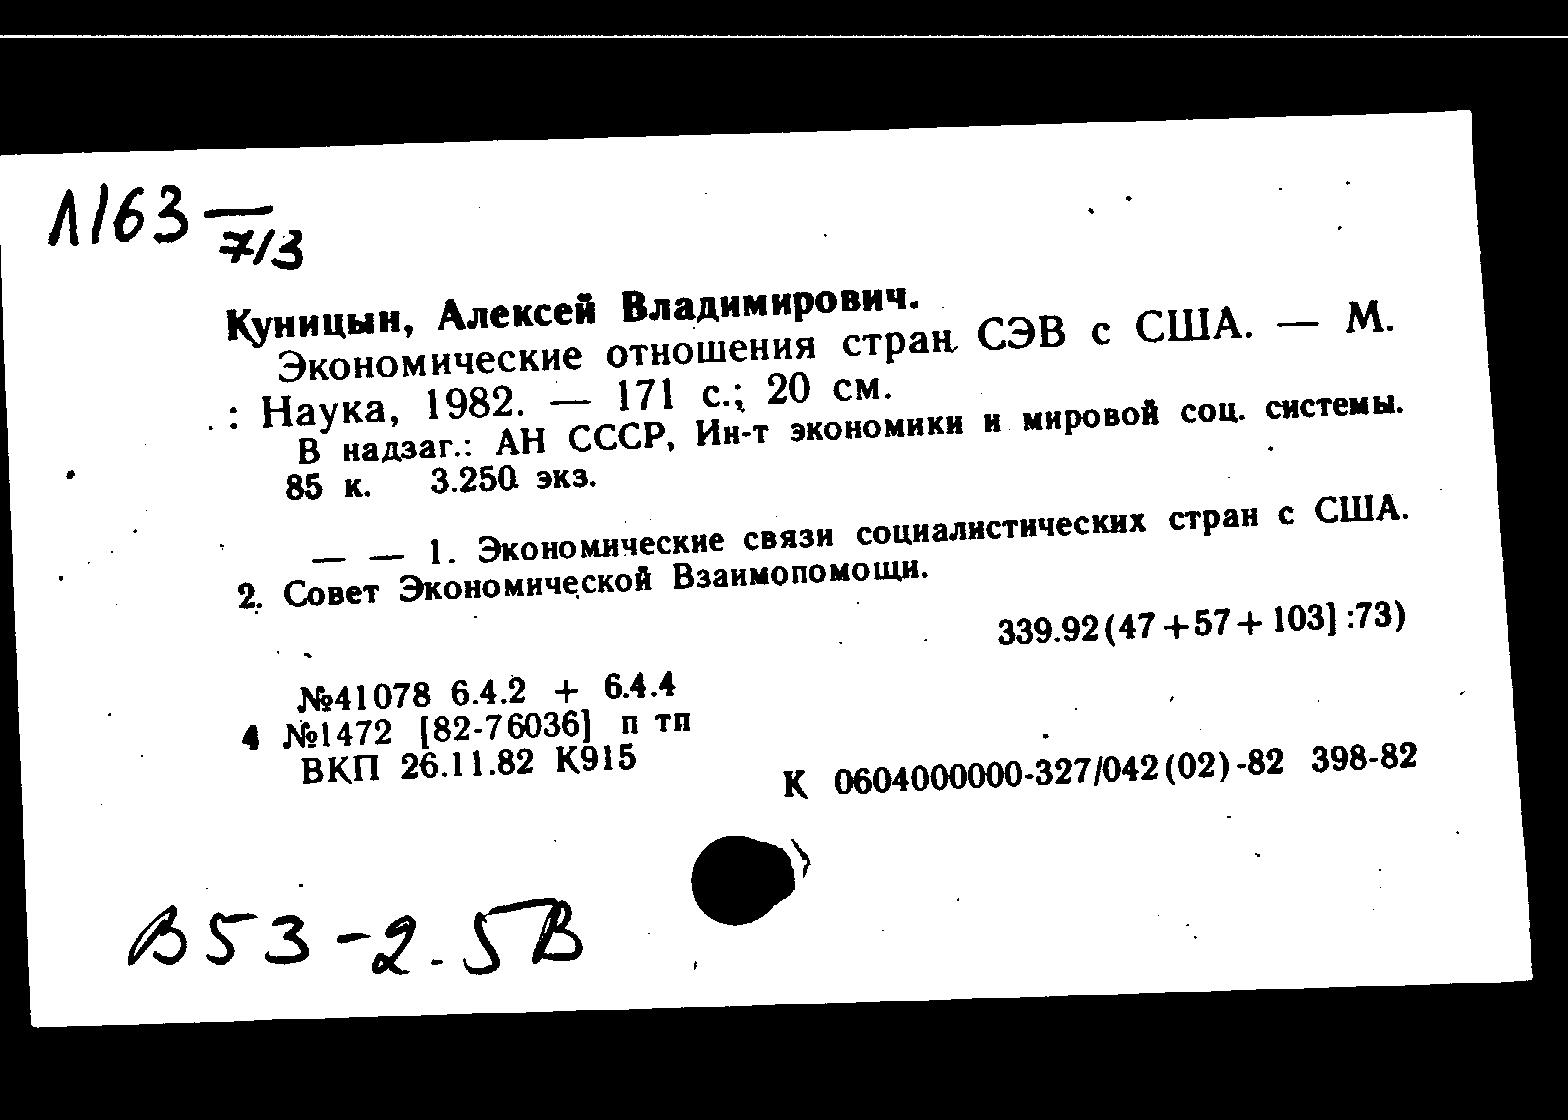 Л163—
7/3
Куницын, Алексей Владимирович.
Экономические отношения стран СЭВ с США. — М.
: Наука, 1982. — 171 с.; 20 см.
В надзаг.: АН СССР, Ин-т экономики и мировой соц. системы.
85 к. 3.250 экз.
— — 1. Экономические связи социалистических стран с США.
2. Совет Экономической Взаимопомощи.
339.92(47+57+103] :73)
№41078 6.4.2 + 6.4.4
4 №1472 [82-76036] п тп
ВКП 26.11.82 К915
К 0604000000-327/042(02)-82 398-82
В53-2.5В